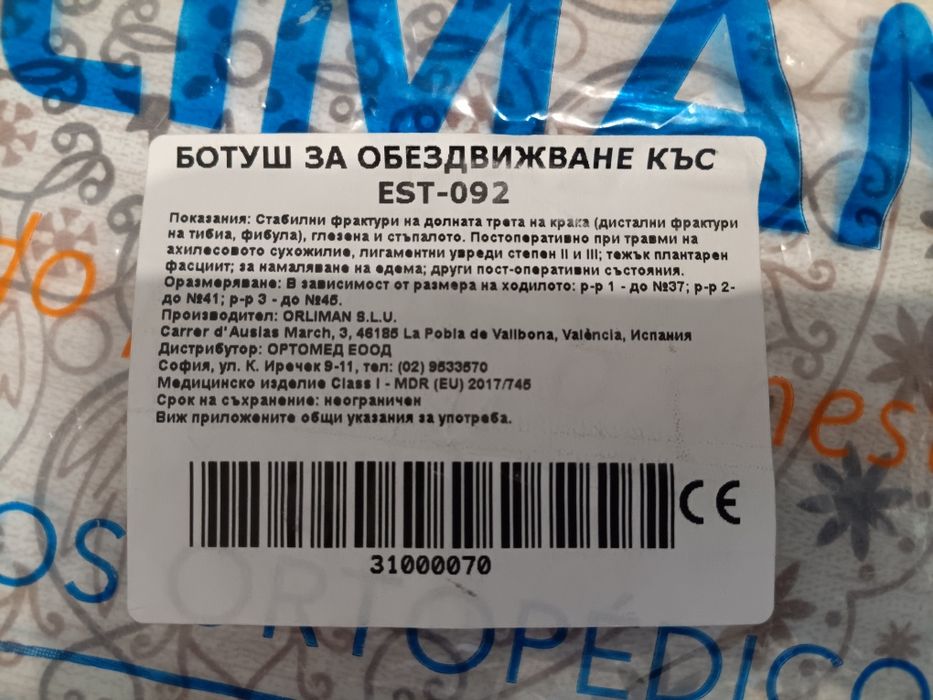 LIMAN
БОТУШ ЗА ОБЕЗДВИЖВАНЕ КЪС
EST-092
Показания: Стабилни фрактури на долната трета на крака (дистални фрактури
на тибиа, фибула), глезена и стъпалото. Постоперативно при травми на
ахилесовото сухожилие, лигаментни увреди степен II и III; тежък плантарен
фасциит; за намаляване на едема; други пост-оперативни състояния.
Оразмеряване: В зависимост от размера на ходилото: р-р 1 - до №37; р-р 2-
до №41; р-р 3 - до №45.
Производител: ORLIMAN S.L.U.
Carrer d'Ausias March, 3, 46185 La Pobla de Vallbona, València, Испания
Дистрибутор: ОРТОМЕД ЕООД
София, ул. К. Иречек 9-11, тел: (02) 9533570
Медицинско изделие Class I - MDR (EU) 2017/745
Срок на съхранение: неограничен
Виж приложените общи указания за употреба.
CE
31000070
OS ORTOPÉDICO